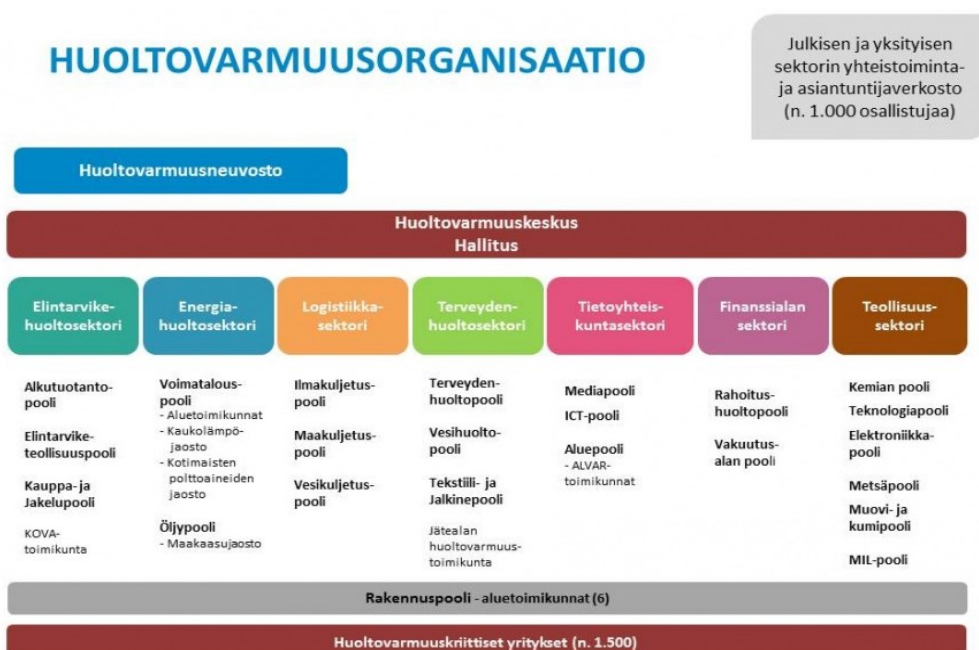 HUOLTOVARMUUSORGANISAATIO
Julkisen ja yksityisen
sektorin yhteistoiminta-
ja asiantuntijaverkosto
(n. 1.000 osallistujaa)
Huoltovarmuusneuvosto
Huoltovarmuuskeskus
Hallitus
Elintarvike-
huoltosektori
Alkutuotanto-
pooli
Elintarvike-
teollisuuspooli
Kauppa- ja
Jakelupooli
KOVA-
toimikunta
Energia-
huoltosektori
Voimatalous-
pooli
- Aluetoimikunnat
- Kaukolämpö-
jaosto
- Kotimaisten
polttoaineiden
jaosto
Öljypooli
- Maakaasujaosto
Logistiikka-
sektori
Ilmakuljetus-
pooli
Maakuljetus-
pooli
Vesikuljetus-
pooli
Terveyden-
huoltosektori
Terveyden-
huoltopooli
Vesihuolto-
pooli
Tekstiili- ja
Jalkinepooli
Jätealan
huoltovarmuus-
toimikunta
Tietoyhteis-
kuntasektori
Mediapooli
ICT-pooli
Aluepooli
- ALVAR-
toimikunnat
Finanssialan
sektori
Rahoitus-
huoltopooli
Vakuutus-
alan pooli
Teollisuus-
sektori
Kemian pooli
Teknologiapooli
Elektroniikka-
pooli
Metsäpooli
Muovi- ja
kumipooli
MIL-pooli
Rakennuspooli - aluetoimikunnat (6)
Huoltovarmuuskriittiset yritykset (n. 1.500)